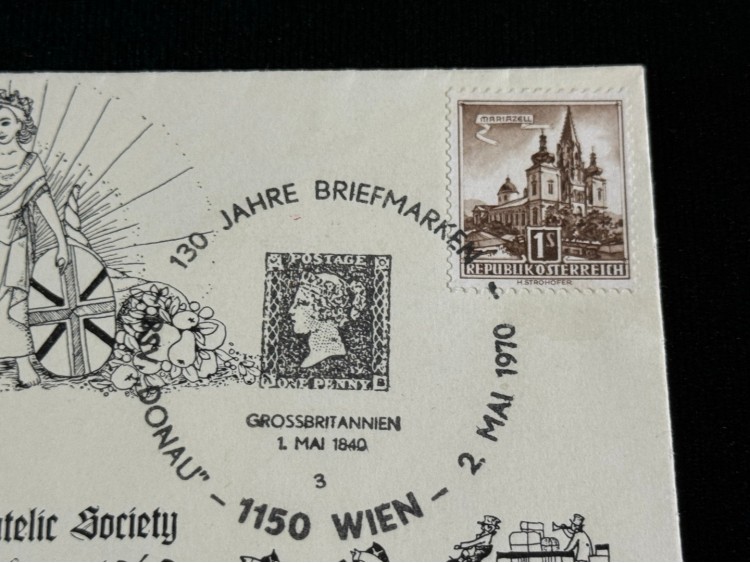 MARIAZELL
1S
REPUBLIK ÖSTERREICH
H. STROHOFER
130 JAHRE BRIEFMARKEN
POSTAGE
ONE PENNY
B
GROSSBRITANNIEN
1. MAI 1840
3
BSV "DONAU" - 1150 WIEN - 2. MAI 1970 -
Society